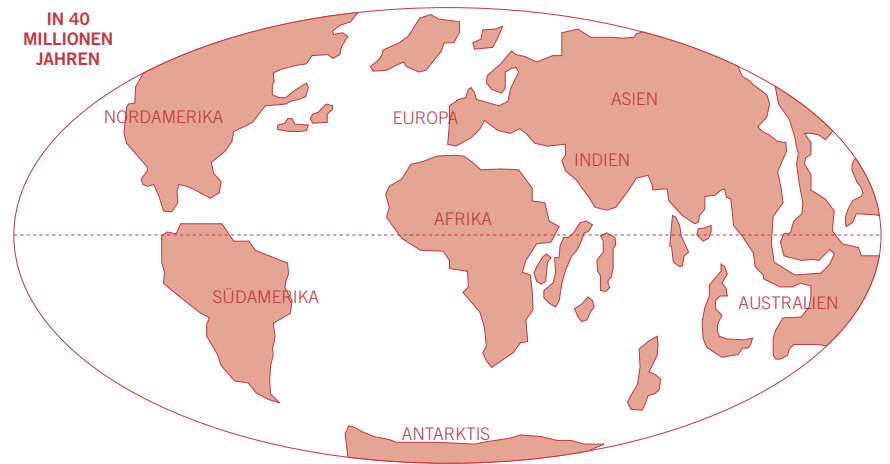 IN 40
MILLIONEN
JAHREN
NORDAMERIKA
EUROPA
ASIEN
INDIEN
AFRIKA
SÜDAMERIKA
AUSTRALIEN
ANTARKTIS